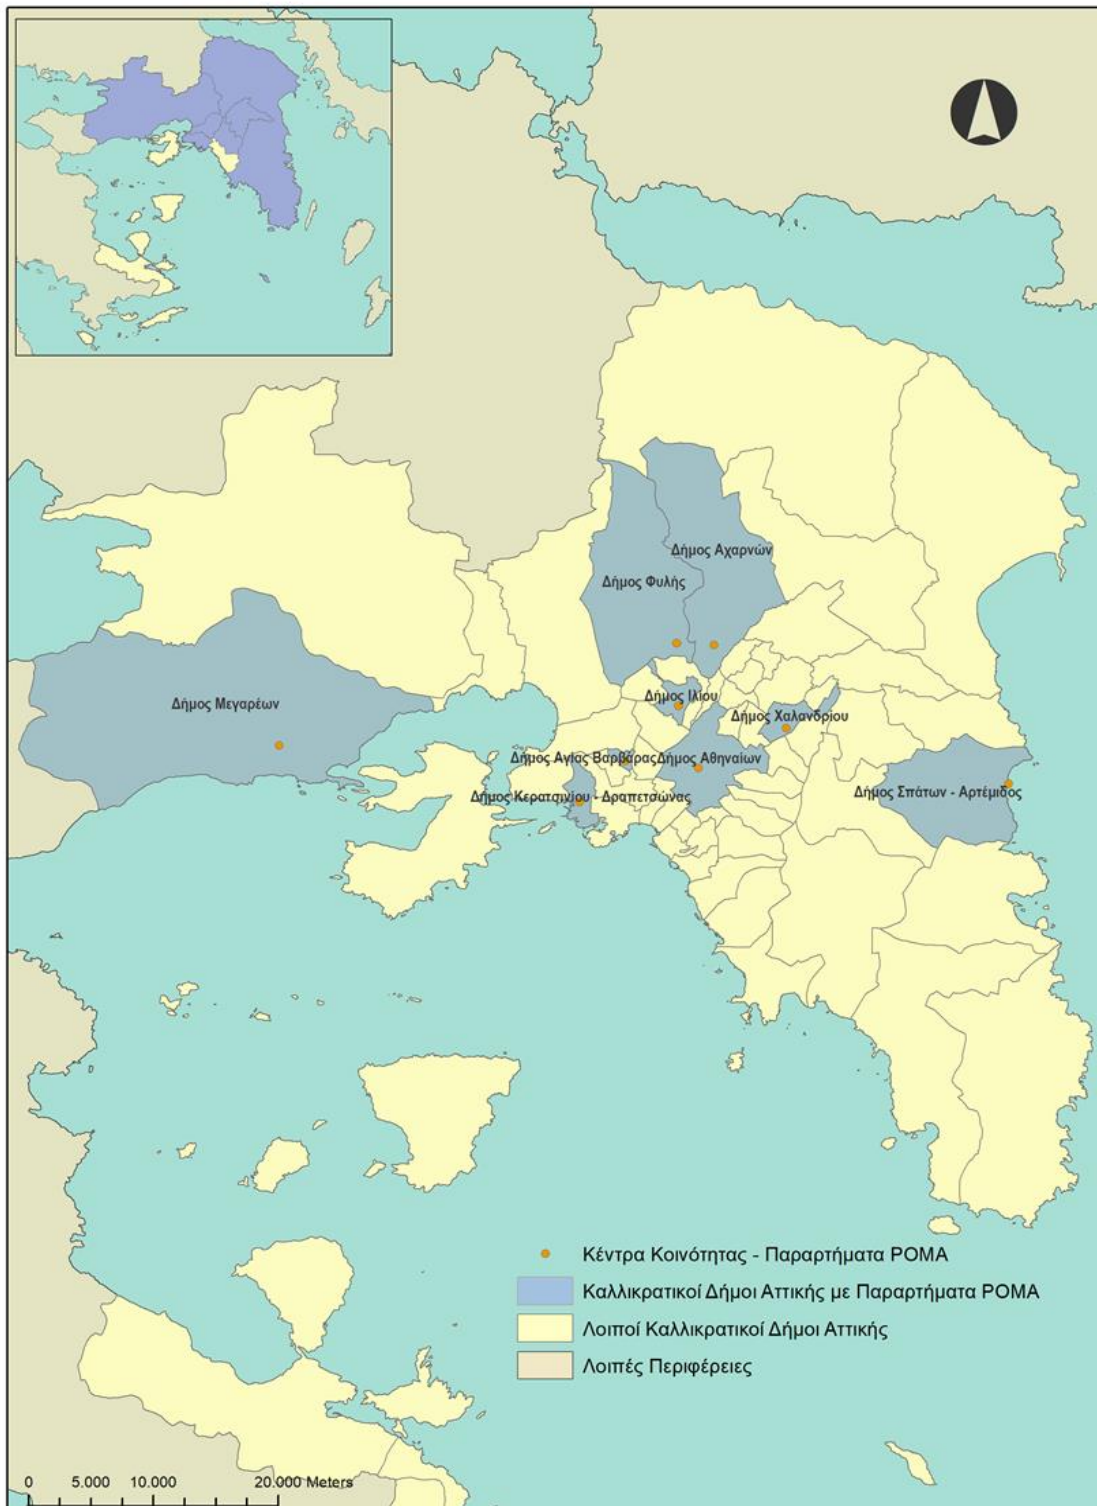 Δήμος Αχαρνών
Δήμος Φυλής
Δήμος Ιλίου
Δήμος Μεγαρέων
Δήμος Χαλανδρίου
Δήμος Αγίας Βαρβάρας
Δήμος Αθηναίων
Δήμος Σπάτων - Αρτέμιδος
Δήμος Κερατσινίου - Δραπετσώνας
Κέντρα Κοινότητας - Παραρτήματα ΡΟΜΑ
Καλλικρατικοί Δήμοι Αττικής με Παραρτήματα ΡΟΜΑ
Λοιποί Καλλικρατικοί Δήμοι Αττικής
Λοιπές Περιφέρειες
0 5.000 10.000 20.000 Meters